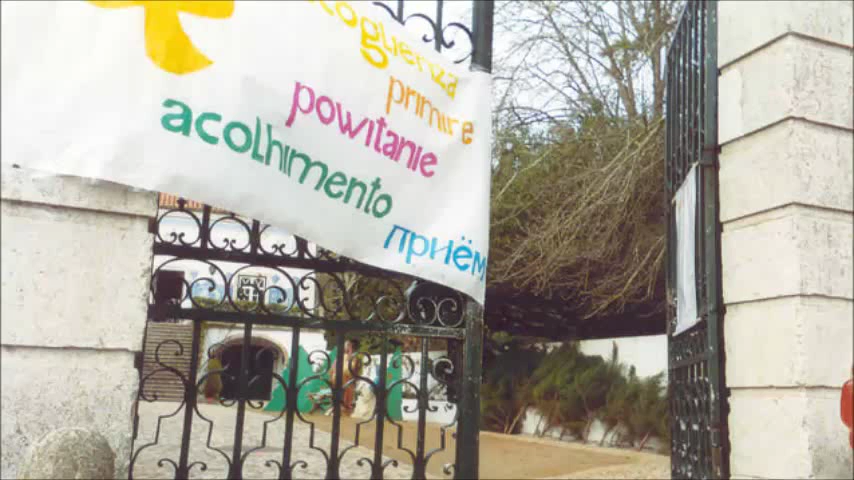 primire
powitanie
acolhimento
приём